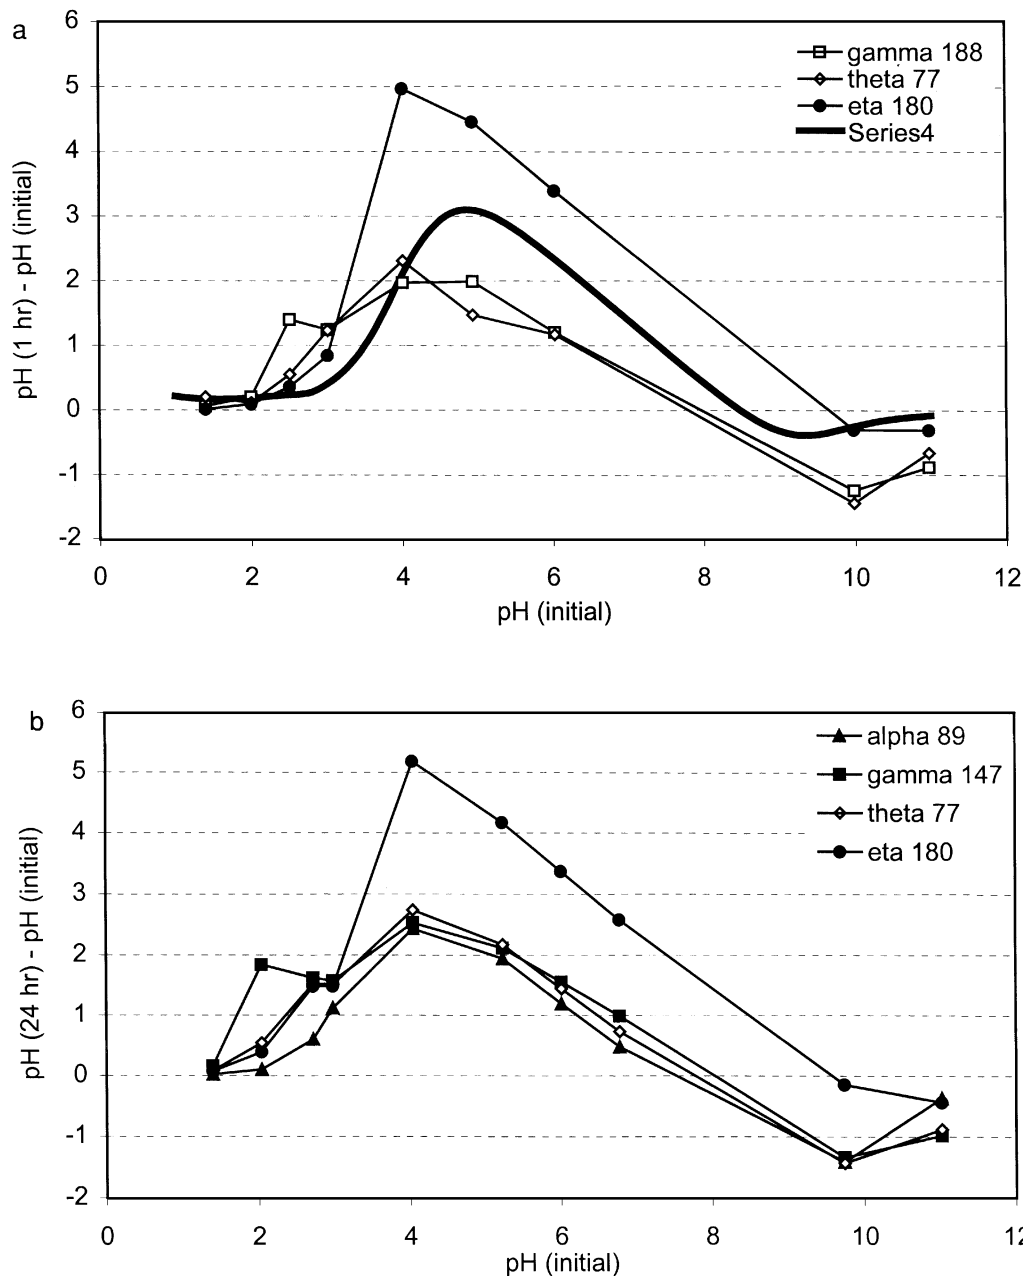 a
6
5
4
3
2
1
0
-1
-2
pH (1 hr) - pH (initial)
gamma 188
theta 77
eta 180
Series4
0 2 4 6 8 10 12
pH (initial)
b
6
5
4
3
2
1
0
-1
-2
pH (24 hr) - pH (initial)
alpha 89
gamma 147
theta 77
eta 180
0 2 4 6 8 10 12
pH (initial)